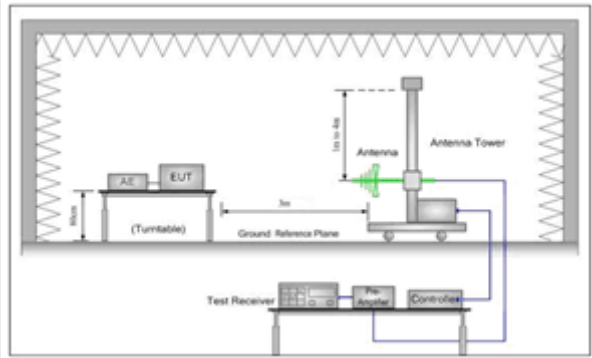 1m to 4m
Antenna Tower
Antenna
AE
EUT
80cm
3m
(Turntable)
Ground Reference Plane
Test Receiver
Pre-
Amplifier
Controller